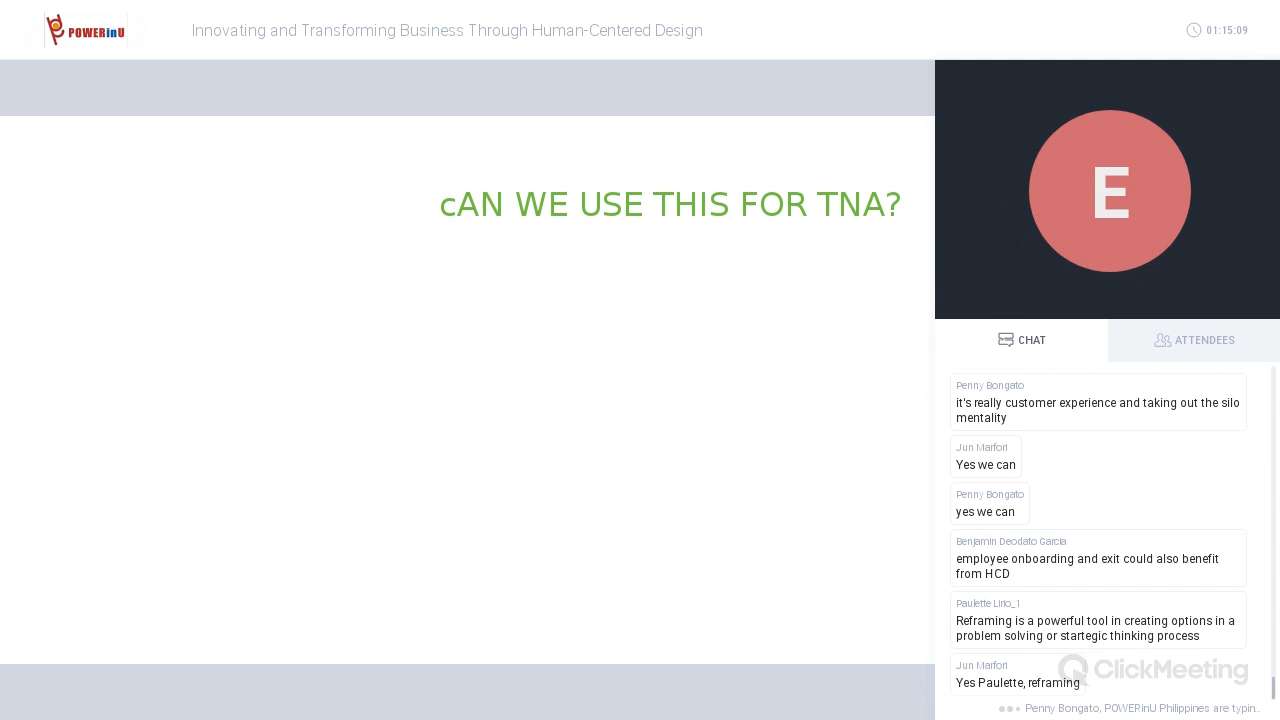 POWERinU
Innovating and Transforming Business Through Human-Centered Design
01:15:09
cAN WE USE THIS FOR TNA?
E
CHAT
ATTENDEES
Penny Bongato
it's really customer experience and taking out the silo
mentality
Jun Marfori
Yes we can
Penny Bongato
yes we can
Benjamin Deodato Garcia
employee onboarding and exit could also benefit
from HCD
Paulette Lirio_1
Reframing is a powerful tool in creating options in a
problem solving or startegic thinking process
Jun Marfori
Yes Paulette, reframing
ClickMeeting
Penny Bongato, POWERinU Philippines are typin...